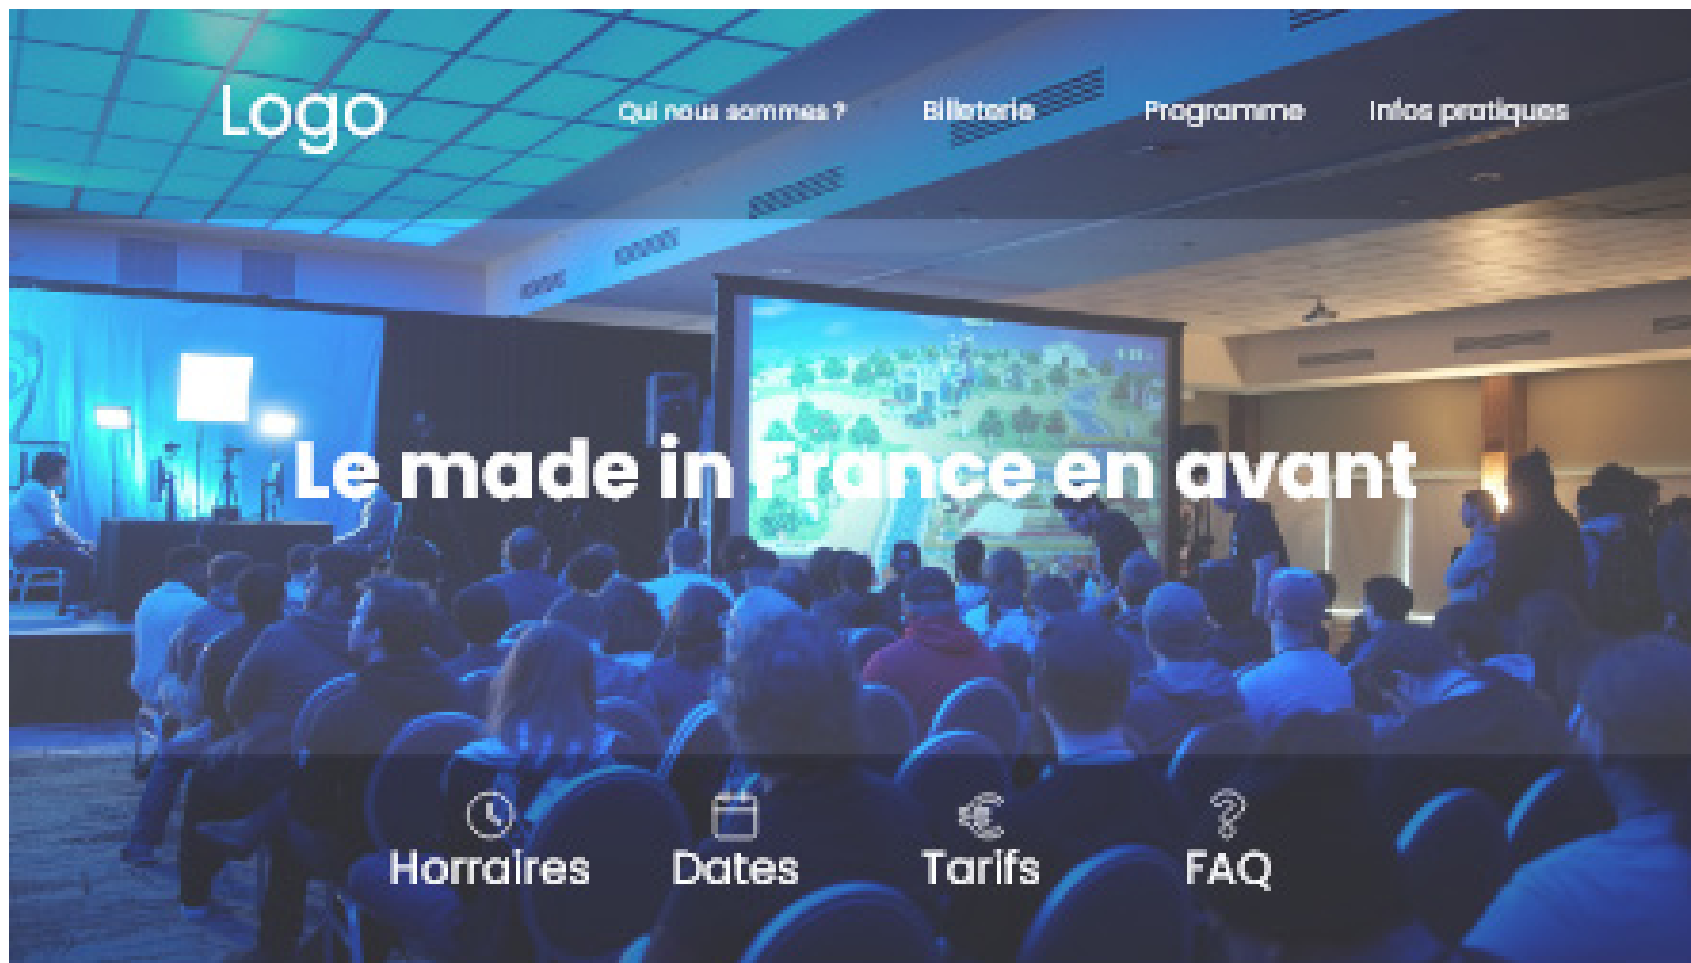 Logo
Qui nous sommes ?
Billeterie
Programme
Infos pratiques
Le made in France en avant
Horraires
Dates
Tarifs
FAQ